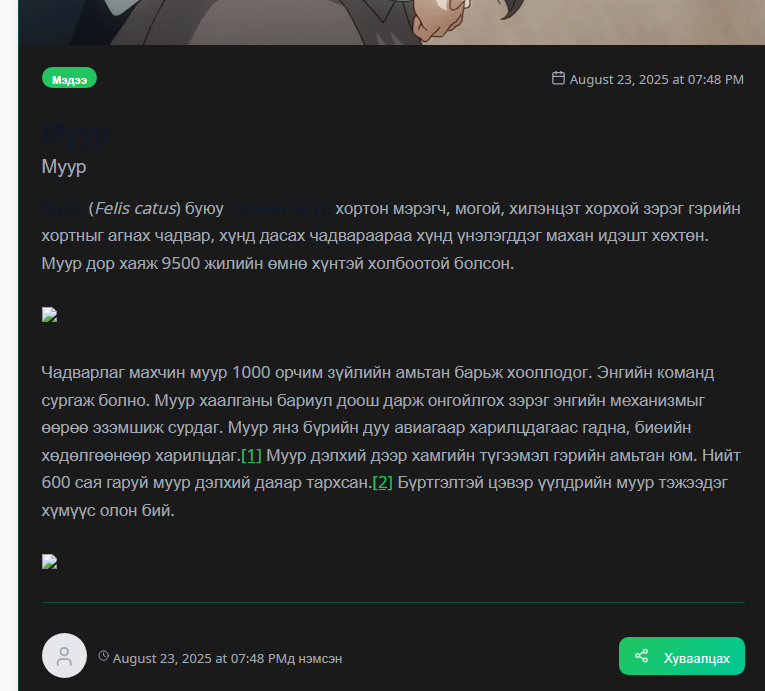 Мэдээ
August 23, 2025 at 07:48 PM
Муур
Муур
Муур (Felis catus) буюу гэрийн муур хортон мэрэгч, могой, хилэнцэт хорхой зэрэг гэрийн
хортныг агнах чадвар, хүнд дасах чадвараараа хүнд үнэлэгддэг махан идэшт хөхтөн.
Муур дор хаяж 9500 жилийн өмнө хүнтэй холбоотой болсон.
Чадварлаг махчин муур 1000 орчим зүйлийн амьтан барьж хооллодог. Энгийн команд
сургаж болно. Муур хаалганы бариул доош дарж онгойлгох зэрэг энгийн механизмыг
өөрөө эзэмшиж сурдаг. Муур янз бүрийн дуу авиагаар харилцдагаас гадна, биеийн
хөдөлгөөнөөр харилцдаг.[1] Муур дэлхий дээр хамгийн түгээмэл гэрийн амьтан юм. Нийт
600 сая гаруй муур дэлхий даяар тархсан.[2] Бүртгэлтэй цэвэр үүлдрийн муур тэжээдэг
хүмүүс олон бий.
August 23, 2025 at 07:48 PMд нэмсэн
Хуваалцах